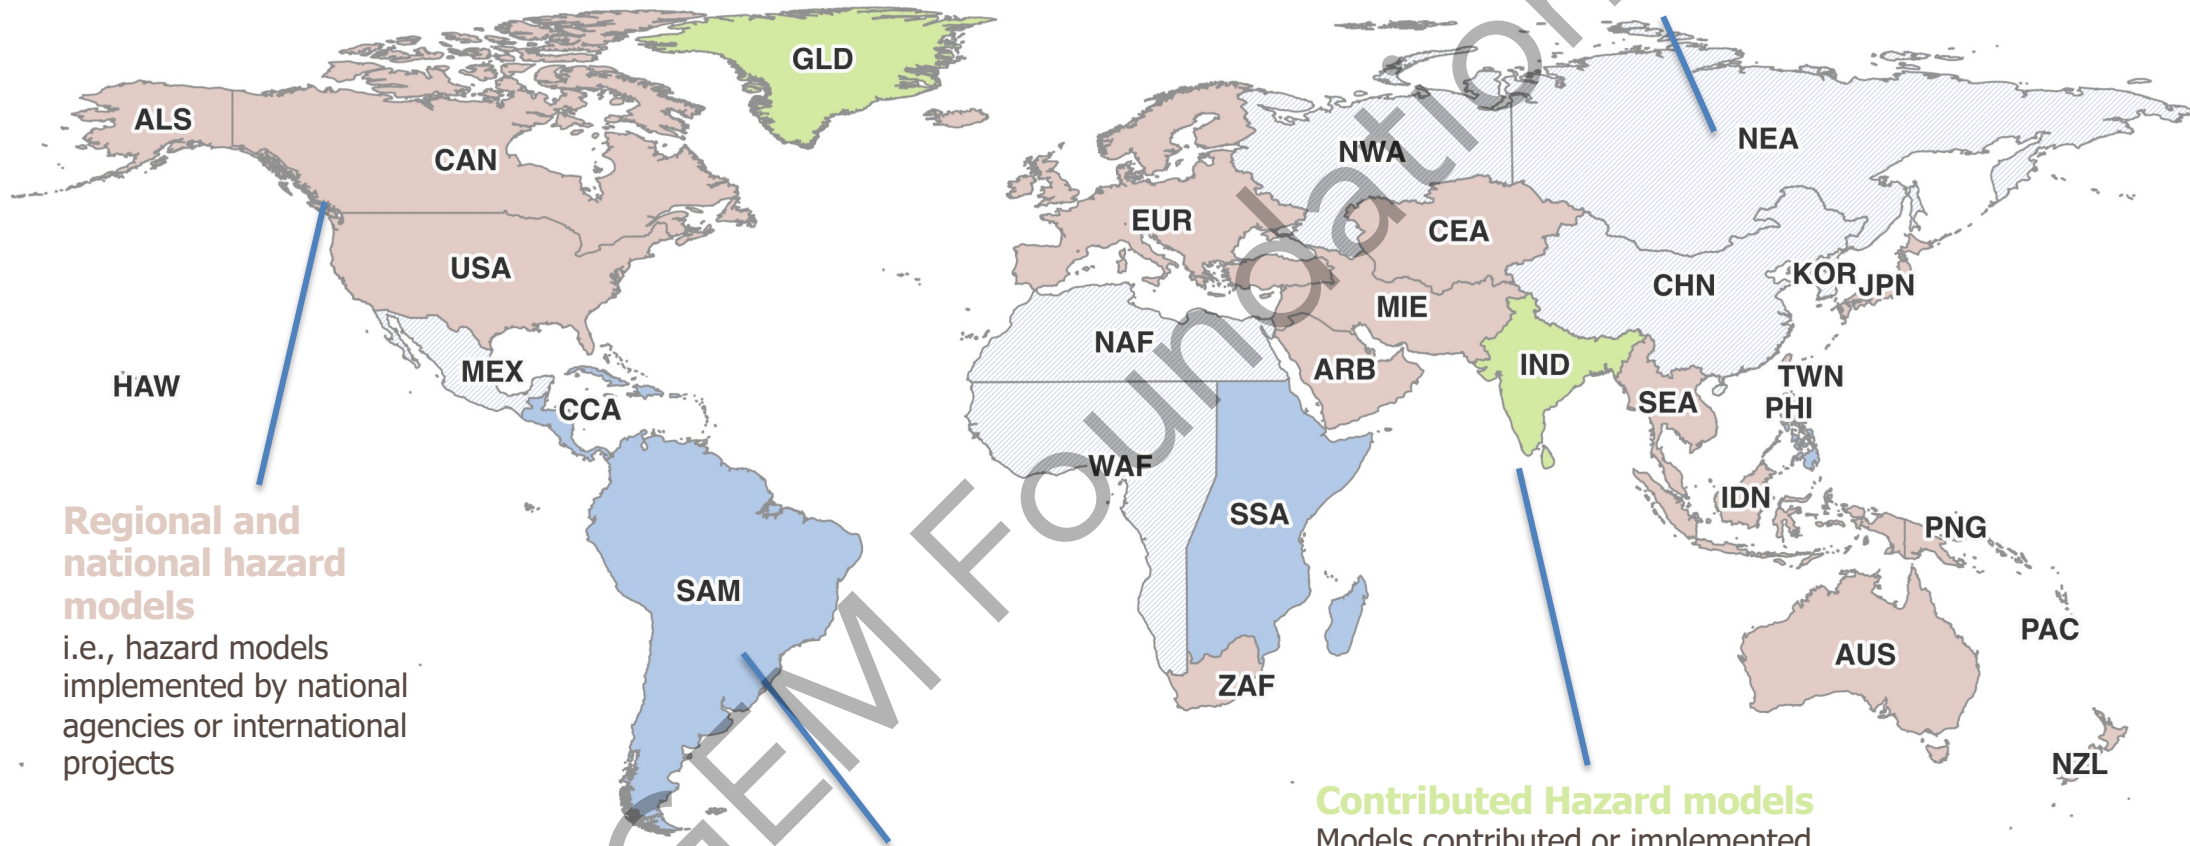 GLD
ALS
CAN
NWA
NEA
EUR
CEA
USA
CHN
KOR
JPN
MIE
NAF
MEX
HAW
ARB
IND
TWN
CCA
SEA
PHI
WAF
IDN
SSA
PNG
SAM
PAC
AUS
ZAF
NZL
Regional and
national hazard
models
i.e., hazard models
implemented by national
agencies or international
projects
Contributed Hazard models
Models contributed or implemented
GEM Foundation